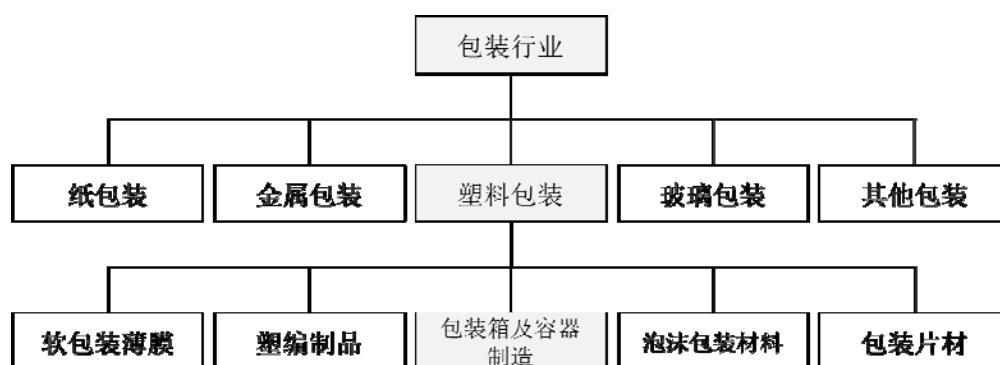 包装行业
纸包装
金属包装
塑料包装
玻璃包装
其他包装
软包装薄膜
塑编制品
包装箱及容器
制造
泡沫包装材料
包装片材